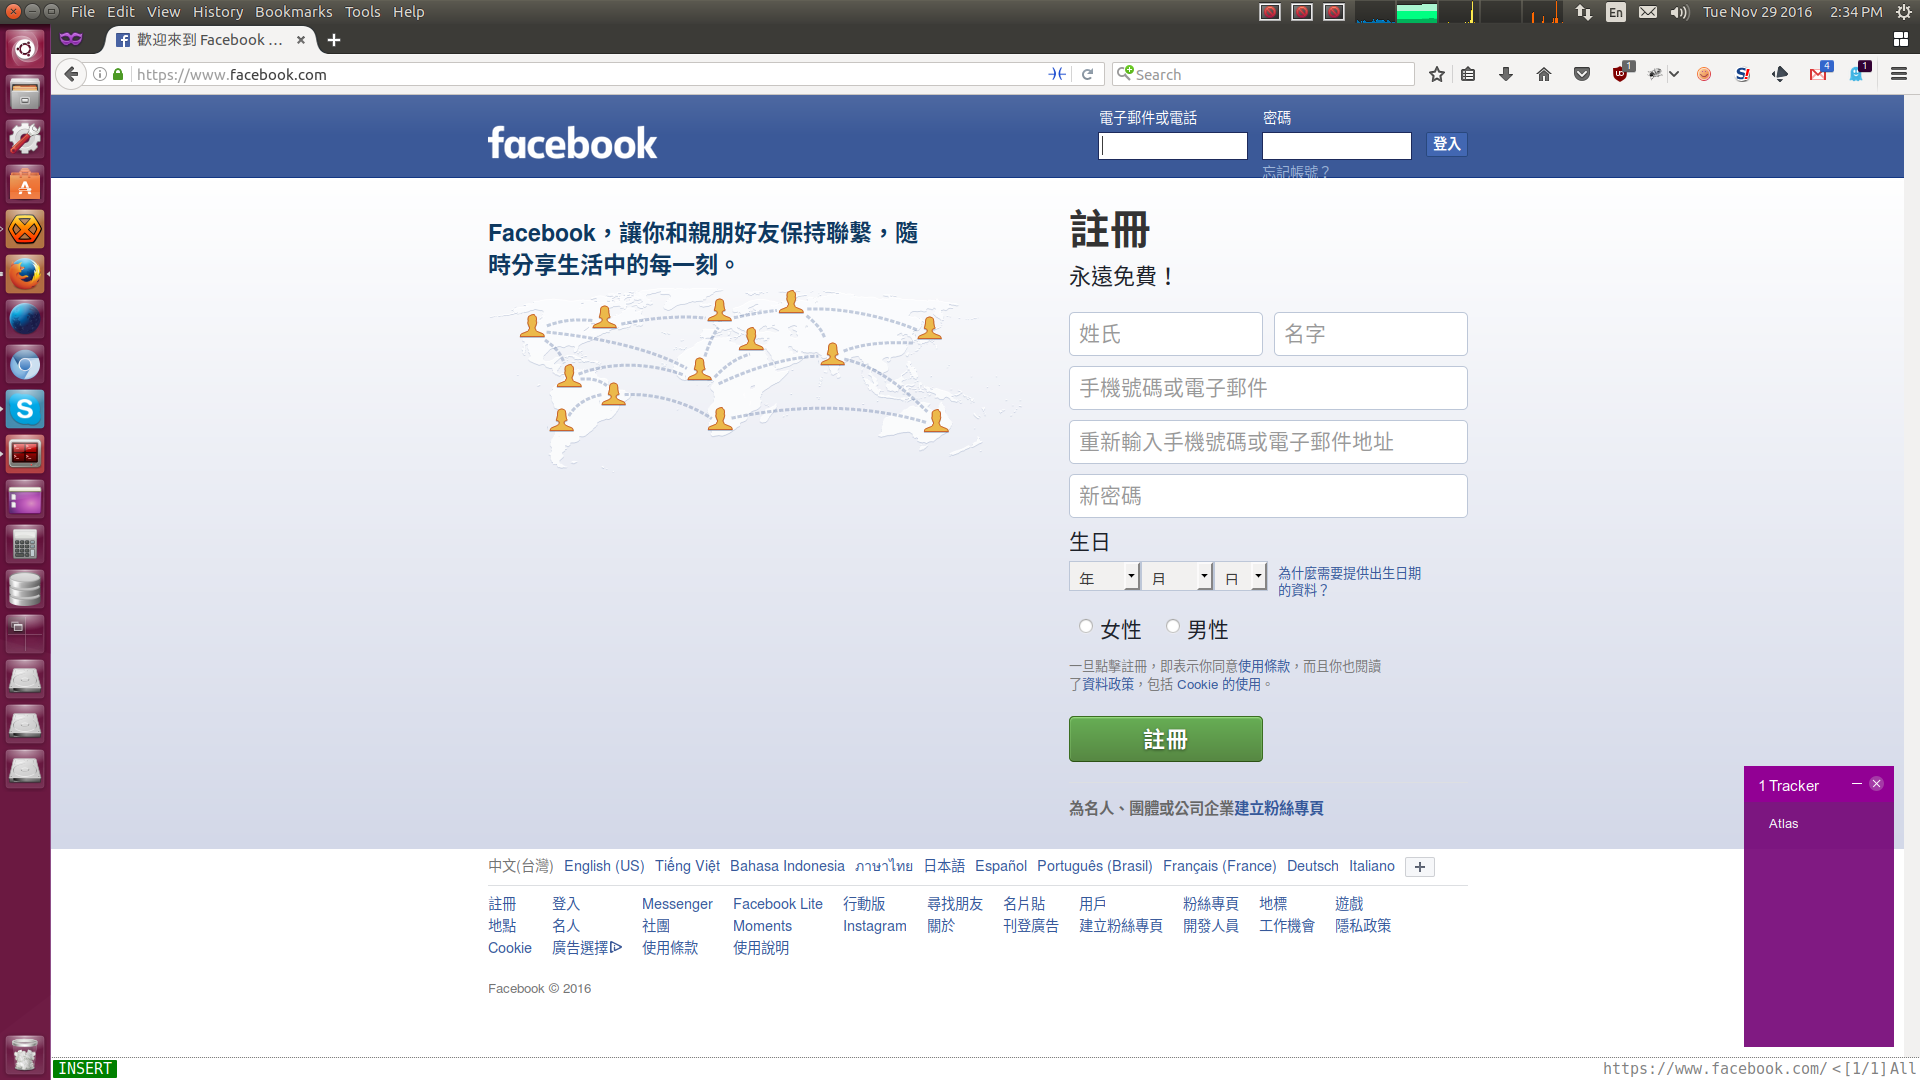 File Edit View History Bookmarks Tools Help
En
Tue Nov 29 2016 2:34 PM
歡迎來到 Facebook ...
https://www.facebook.com
Search
1
4
1
facebook
電子郵件或電話
密碼
登入
忘記帳號？
Facebook，讓你和親朋好友保持聯繫，隨
時分享生活中的每一刻。
註冊
永遠免費！
姓氏
名字
手機號碼或電子郵件
重新輸入手機號碼或電子郵件地址
新密碼
生日
年 月 日
為什麼需要提供出生日期
的資料？
女性 男性
一旦點擊註冊，即表示你同意使用條款，而且你也閱讀
了資料政策，包括 Cookie 的使用。
註冊
為名人、團體或公司企業建立粉絲專頁
1 Tracker
Atlas
中文(台灣) English (US) Tiếng Việt Bahasa Indonesia ภาษาไทย 日本語 Español Português (Brasil) Français (France) Deutsch Italiano
註冊 登入 Messenger Facebook Lite 行動版 尋找朋友 名片貼 用戶 粉絲專頁 地標 遊戲
地點 名人 社團 Moments Instagram 關於 刊登廣告 建立粉絲專頁 開發人員 工作機會 隱私政策
Cookie 廣告選擇 使用條款 使用說明
Facebook © 2016
INSERT
https://www.facebook.com/ <[1/1]All